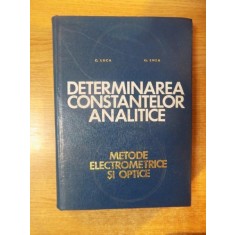 DETERMINAREA
CONSTANTELOR
ANALITICE
METODE
ELECTROMETRICE
ȘI OPTICE